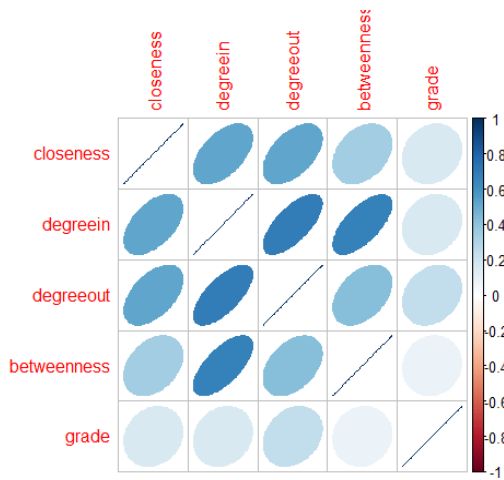 closeness
degreein
degreeout
betweenness
grade
closeness
degreein
degreeout
betweenness
grade
1
0.8
0.6
0.4
0.2
0
-0.2
-0.4
-0.6
-0.8
-1